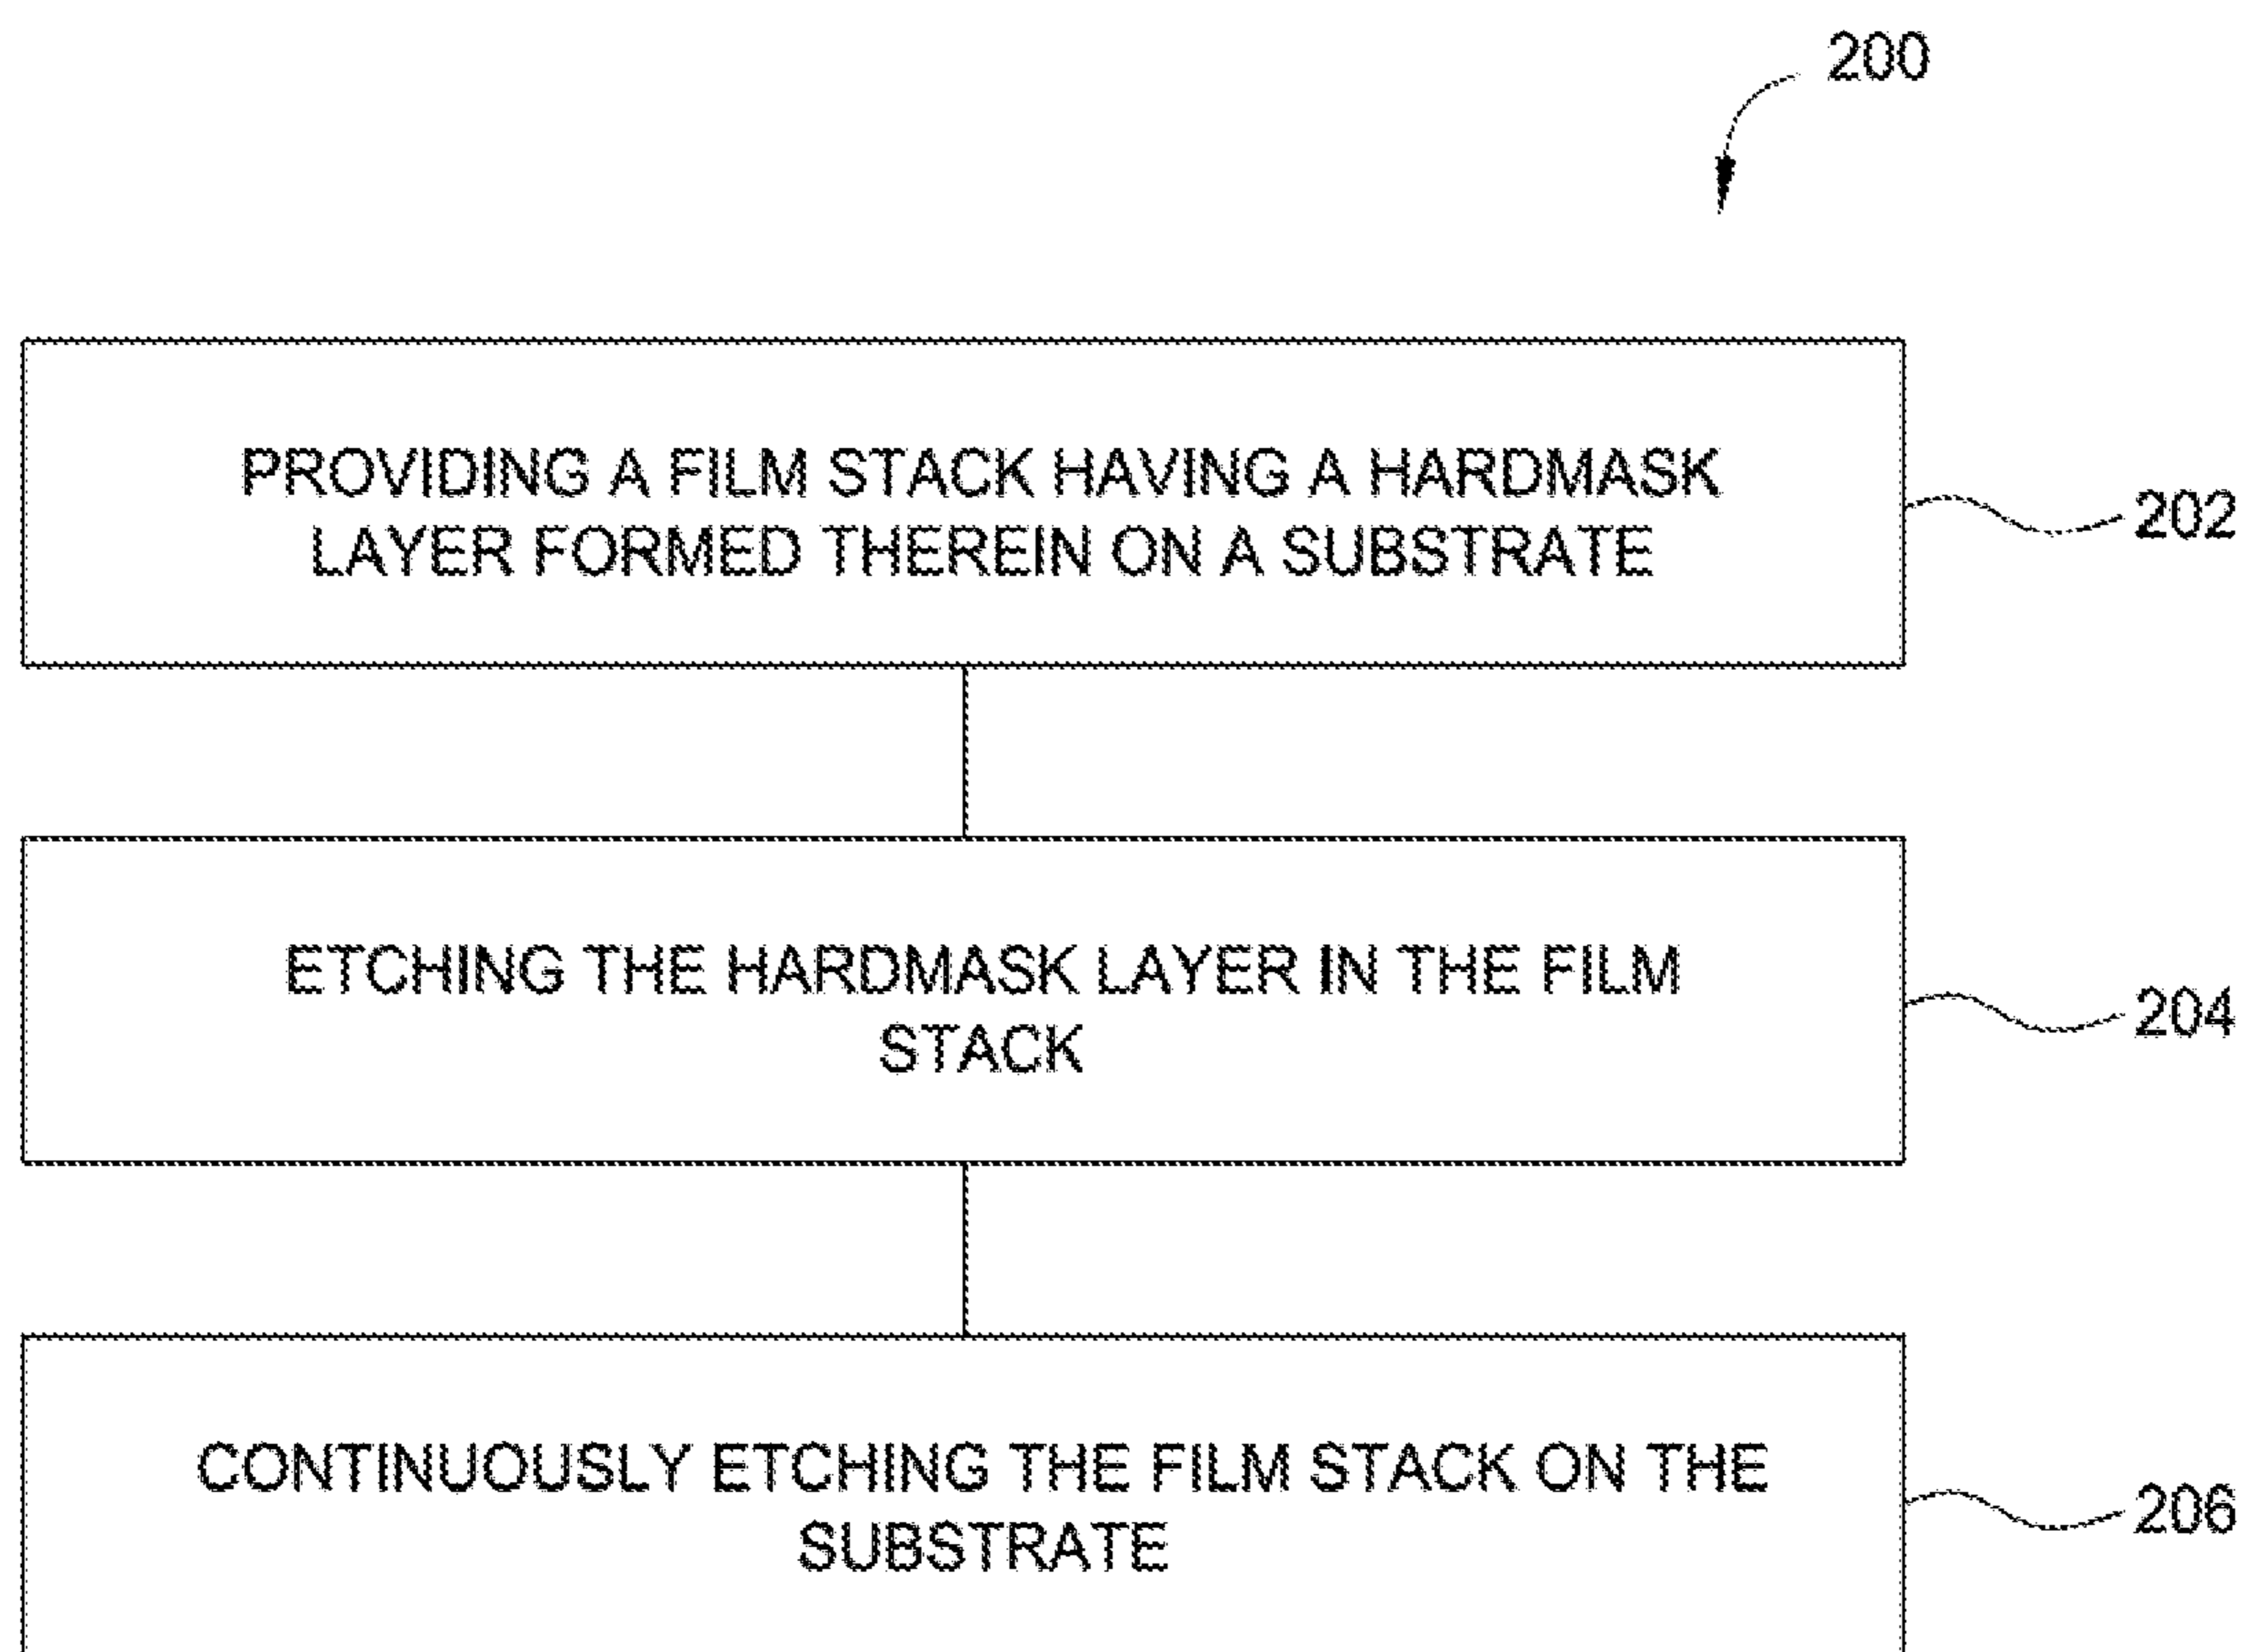 200
PROVIDING A FILM STACK HAVING A HARDMASK
LAYER FORMED THEREIN ON A SUBSTRATE
202
ETCHING THE HARDMASK LAYER IN THE FILM
STACK
204
CONTINUOUSLY ETCHING THE FILM STACK ON THE
SUBSTRATE
206